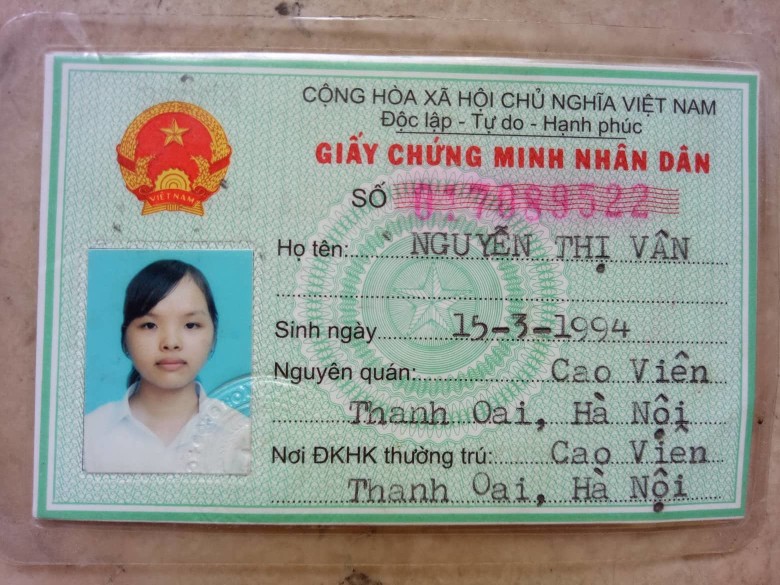 CỘNG HÒA XÃ HỘI CHỦ NGHĨA VIỆT NAM
Độc lập - Tự do - Hạnh phúc
GIẤY CHỨNG MINH NHÂN DÂN
SỐ 017089522
Họ tên: NGUYỄN THỊ VÂN
Sinh ngày 15-3-1994
Nguyên quán: Cao Viên
Thanh Oai, Hà Nội
Nơi ĐKHK thường trú: Cao Viên
Thanh Oai, Hà Nội
VIỆT NAM